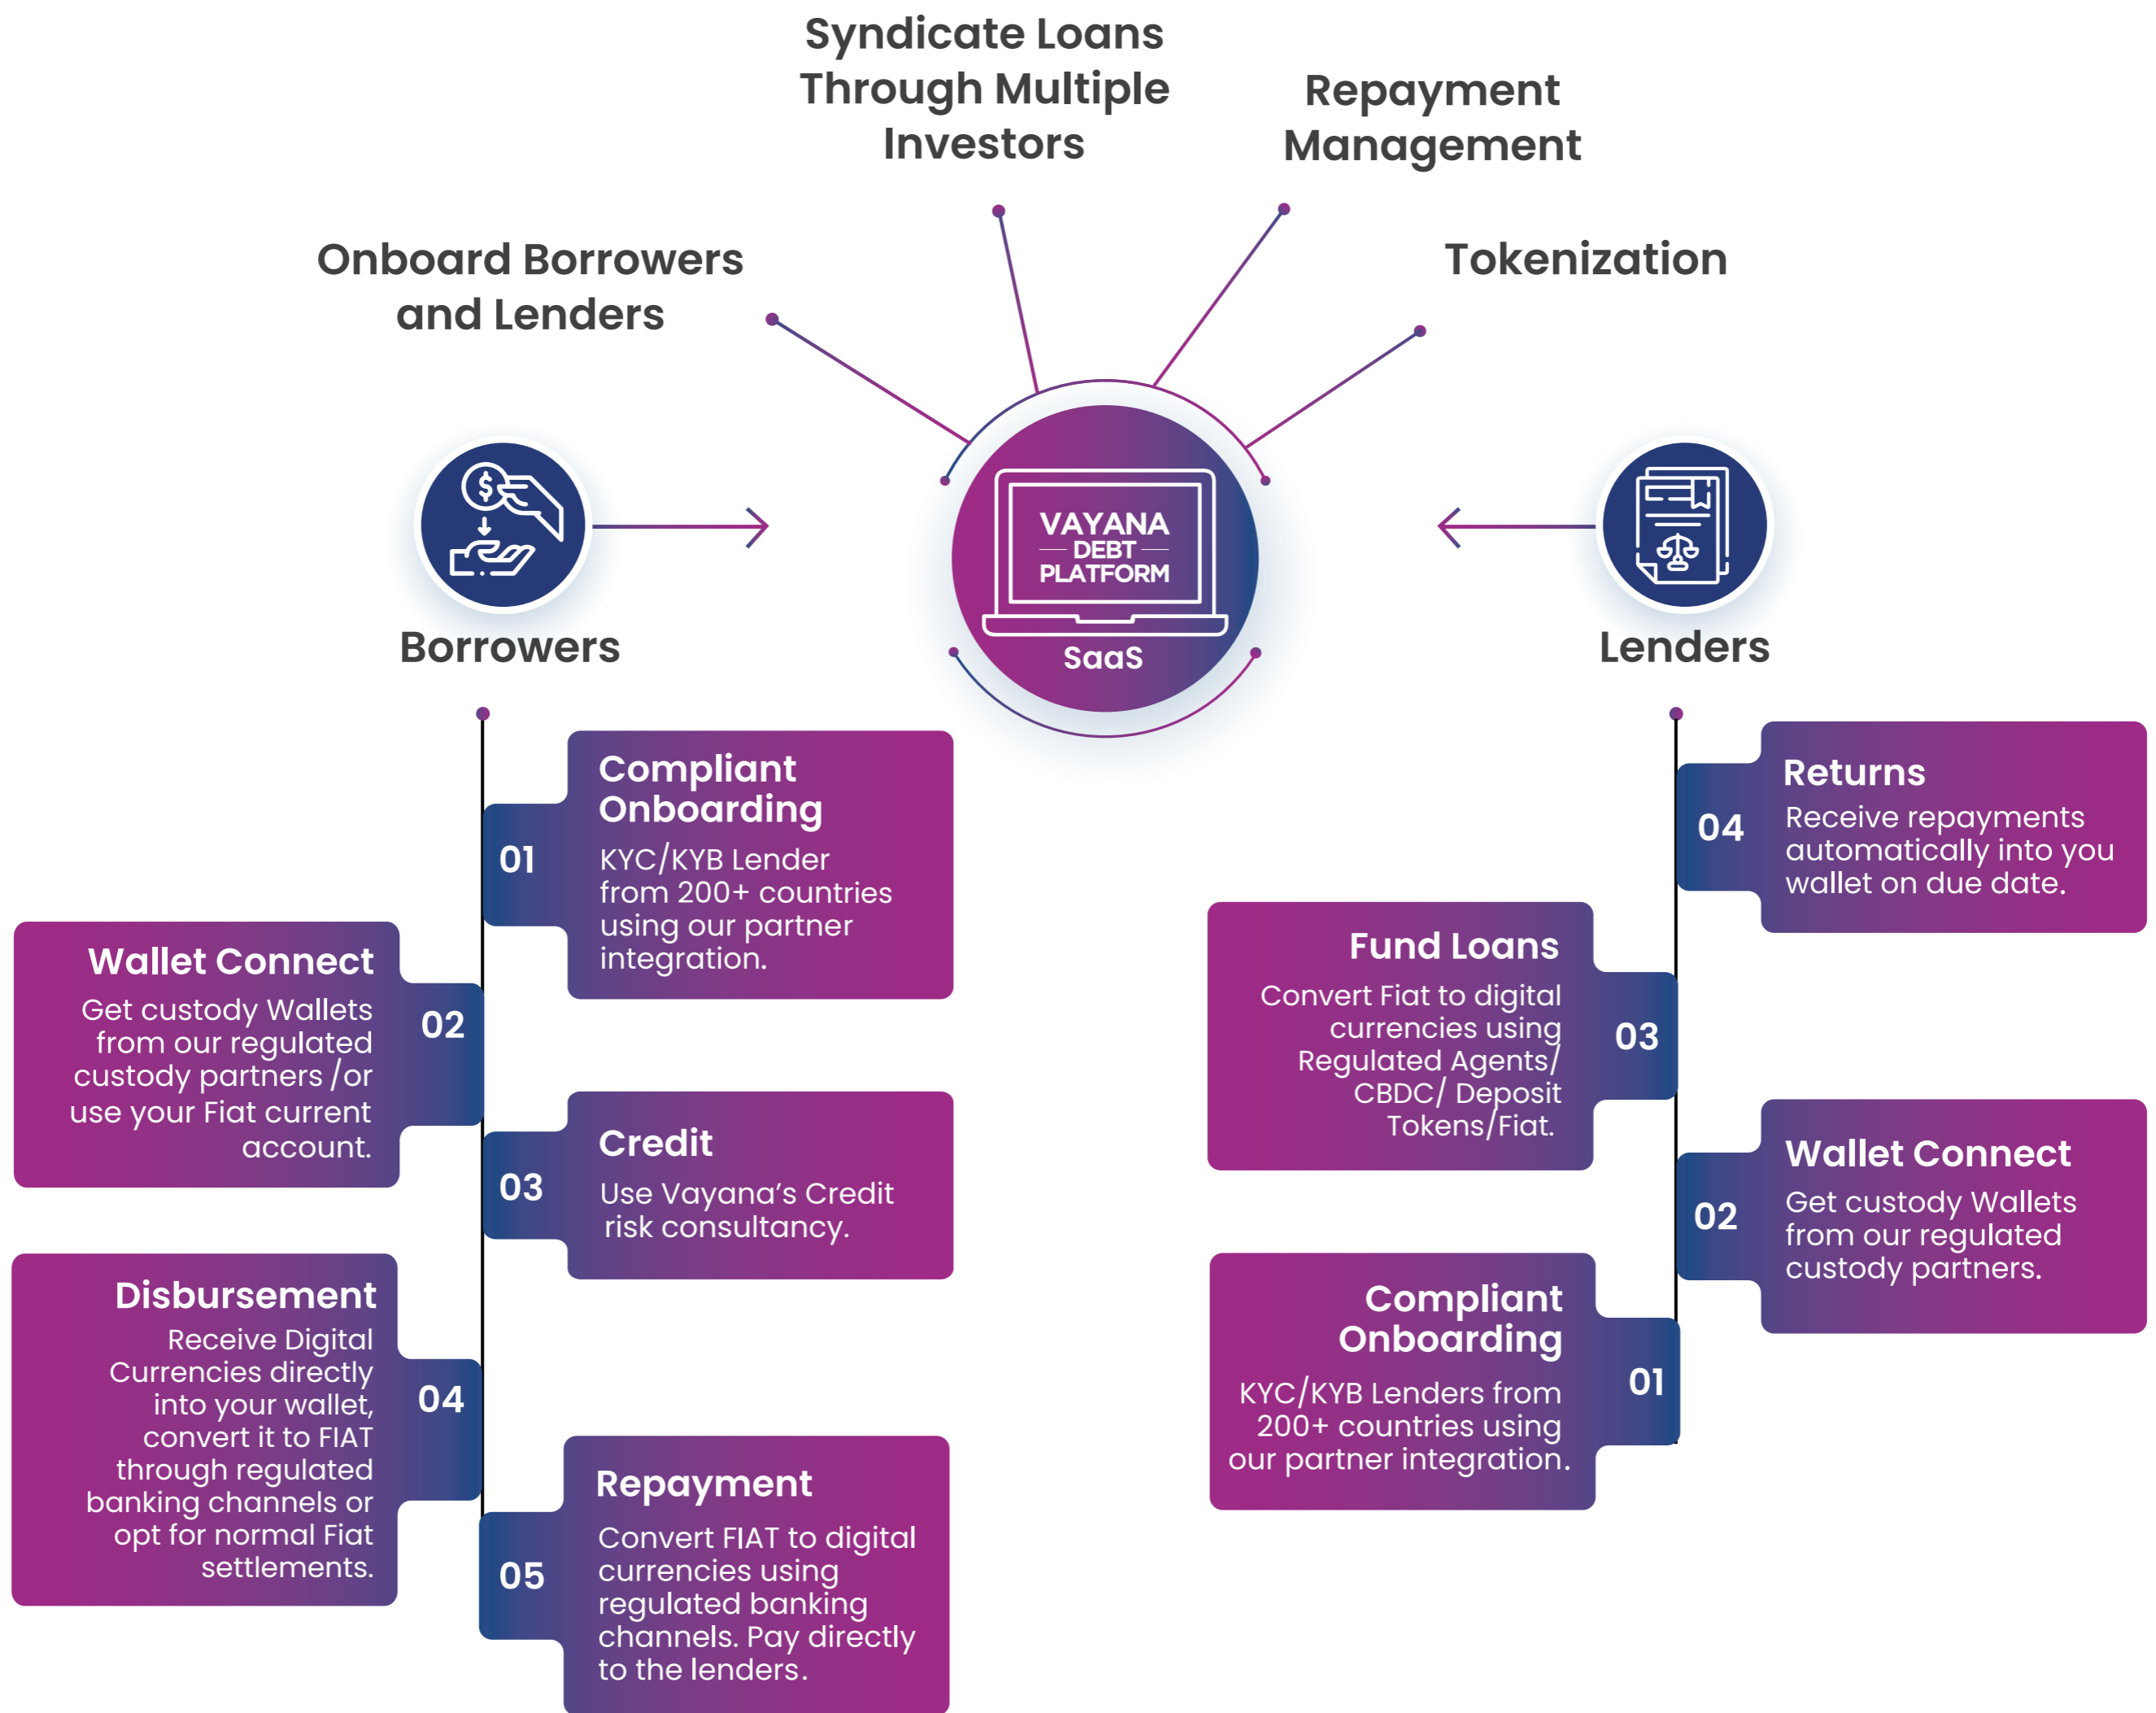 Syndicate Loans
Through Multiple
Investors
Repayment
Management
Onboard Borrowers
and Lenders
Tokenization
VAYANA
DEBT
PLATFORM
SaaS
Borrowers
01
Compliant
Onboarding
KYC/KYB Lender
from 200+ countries
using our partner
integration.
02
Wallet Connect
Get custody Wallets
from our regulated
custody partners /or
use your Fiat current
account.
03
Credit
Use Vayana’s Credit
risk consultancy.
04
Disbursement
Receive Digital
Currencies directly
into your wallet,
convert it to FIAT
through regulated
banking channels or
opt for normal Fiat
settlements.
05
Repayment
Convert FIAT to digital
currencies using
regulated banking
channels. Pay directly
to the lenders.
Lenders
04
Returns
Receive repayments
automatically into you
wallet on due date.
03
Fund Loans
Convert Fiat to digital
currencies using
Regulated Agents/
CBDC/ Deposit
Tokens/Fiat.
02
Wallet Connect
Get custody Wallets
from our regulated
custody partners.
01
Compliant
Onboarding
KYC/KYB Lenders from
200+ countries using
our partner integration.